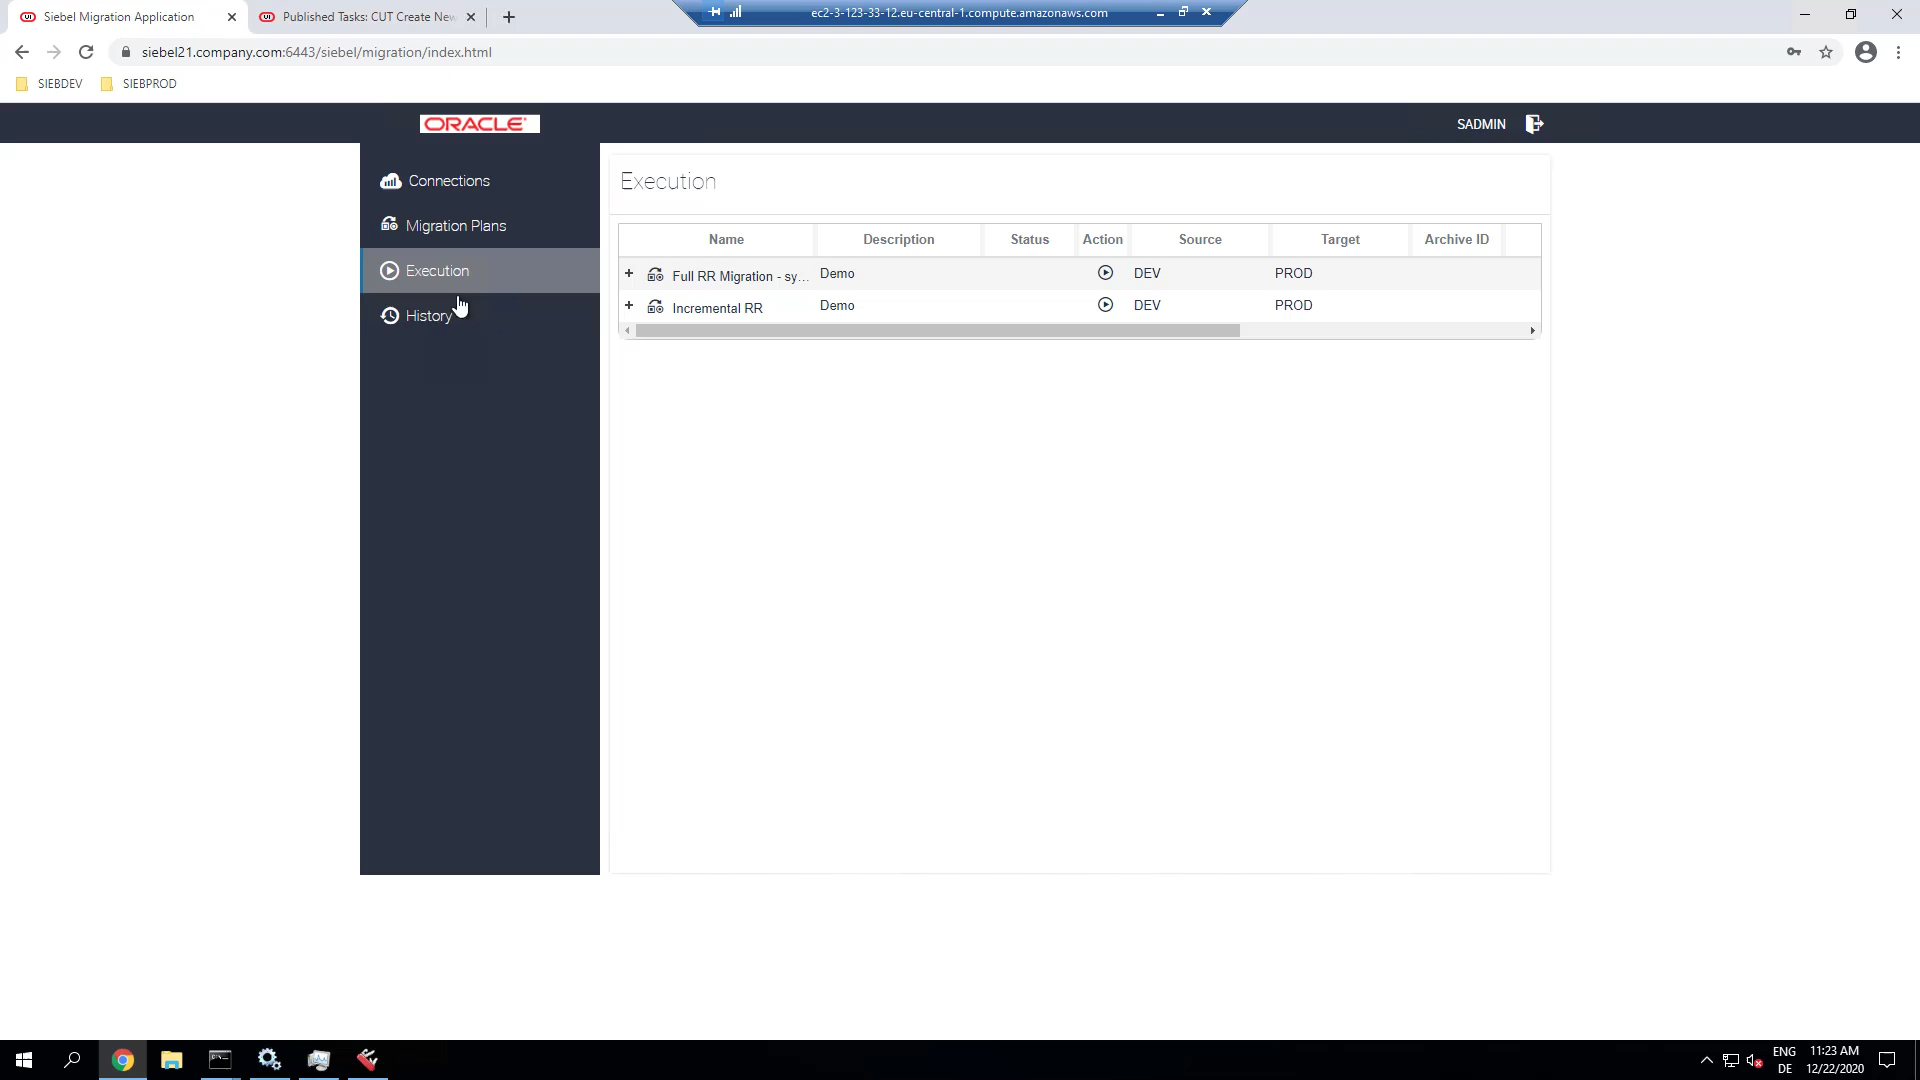 Siebel Migration Application
Published Tasks: CUT Create New
ec2-3-123-33-12.eu-central-1.compute.amazonaws.com
siebel21.company.com:6443/siebel/migration/index.html
SIEBDEV
SIEBPROD
ORACLE
SADMIN
Connections
Migration Plans
Execution
History
Execution
Name Description Status Action Source Target Archive ID
Full RR Migration - sy... Demo DEV PROD
Incremental RR Demo DEV PROD
ENG 11:23 AM
DE 12/22/2020